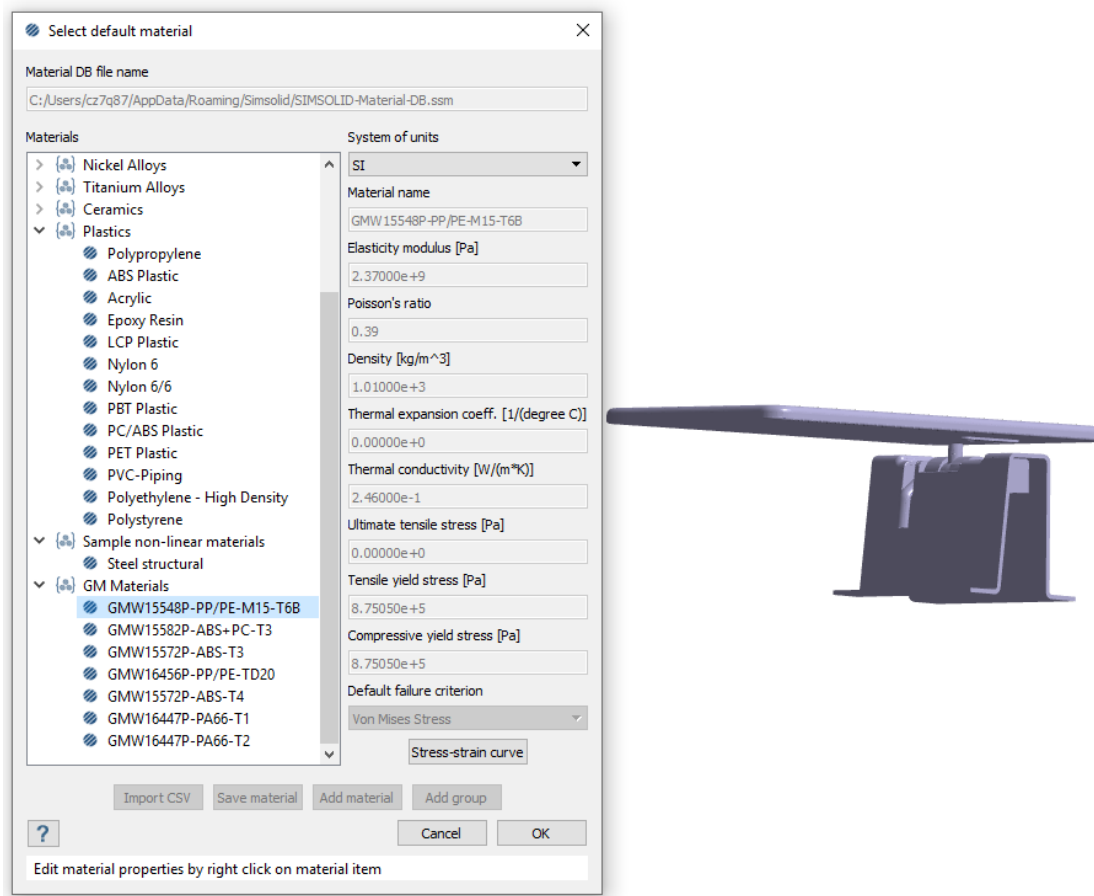 Select default material
Material DB file name
C:/Users/cz7q87/AppData/Roaming/Simsolid/SIMSOLID-Material-DB.ssm
Materials
Nickel Alloys
Titanium Alloys
Ceramics
Plastics
Polypropylene
ABS Plastic
Acrylic
Epoxy Resin
LCP Plastic
Nylon 6
Nylon 6/6
PBT Plastic
PC/ABS Plastic
PET Plastic
PVC-Piping
Polyethylene - High Density
Polystyrene
Sample non-linear materials
Steel structural
GM Materials
GMW15548P-PP/PE-M15-T6B
GMW15582P-ABS+PC-T3
GMW15572P-ABS-T3
GMW16456P-PP/PE-TD20
GMW15572P-ABS-T4
GMW16447P-PA66-T1
GMW16447P-PA66-T2
System of units
SI
Material name
GMW15548P-PP/PE-M15-T6B
Elasticity modulus [Pa]
2.37000e+9
Poisson's ratio
0.39
Density [kg/m^3]
1.01000e+3
Thermal expansion coeff. [1/(degree C)]
0.00000e+0
Thermal conductivity [W/(m*K)]
2.46000e-1
Ultimate tensile stress [Pa]
0.00000e+0
Tensile yield stress [Pa]
8.75050e+5
Compressive yield stress [Pa]
8.75050e+5
Default failure criterion
Von Mises Stress
Stress-strain curve
Import CSV Save material Add material Add group
? Cancel OK
Edit material properties by right click on material item